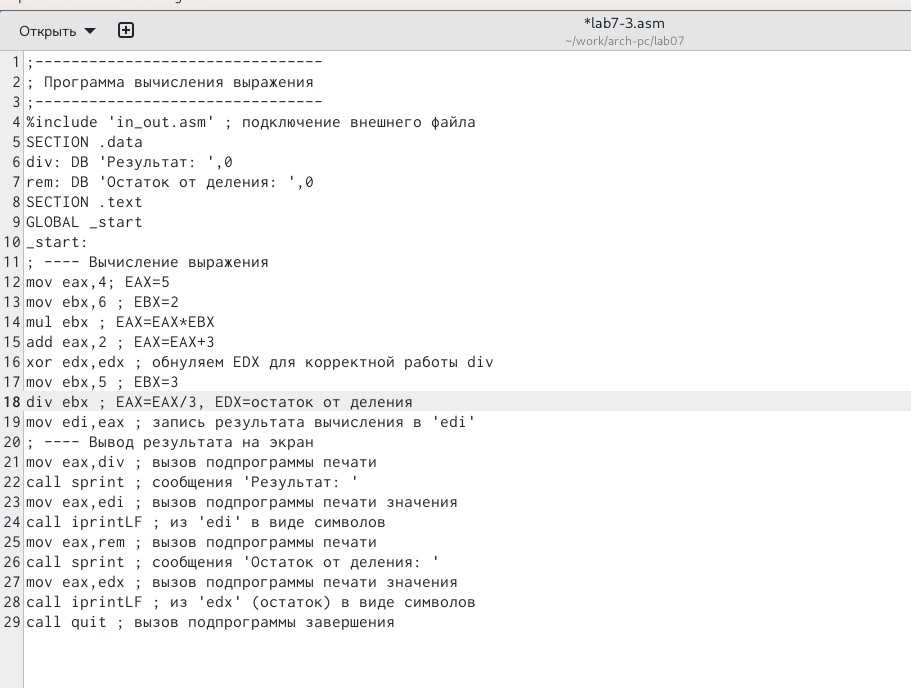 Открыть
*lab7-3.asm
~/work/arch-pc/lab07
1 ;--------------------------------
2 ; Программа вычисления выражения
3 ;--------------------------------
4 %include 'in_out.asm' ; подключение внешнего файла
5 SECTION .data
6 div: DB 'Результат: ',0
7 rem: DB 'Остаток от деления: ',0
8 SECTION .text
9 GLOBAL _start
10 _start:
11 ; ---- Вычисление выражения
12 mov eax,4; EAX=5
13 mov ebx,6 ; EBX=2
14 mul ebx ; EAX=EAX*EBX
15 add eax,2 ; EAX=EAX+3
16 xor edx,edx ; обнуляем EDX для корректной работы div
17 mov ebx,5 ; EBX=3
18 div ebx ; EAX=EAX/3, EDX=остаток от деления
19 mov edi,eax ; запись результата вычисления в 'edi'
20 ; ---- Вывод результата на экран
21 mov eax,div ; вызов подпрограммы печати
22 call sprint ; сообщения 'Результат: '
23 mov eax,edi ; вызов подпрограммы печати значения
24 call iprintLF ; из 'edi' в виде символов
25 mov eax,rem ; вызов подпрограммы печати
26 call sprint ; сообщения 'Остаток от деления: '
27 mov eax,edx ; вызов подпрограммы печати значения
28 call iprintLF ; из 'edx' (остаток) в виде символов
29 call quit ; вызов подпрограммы завершения